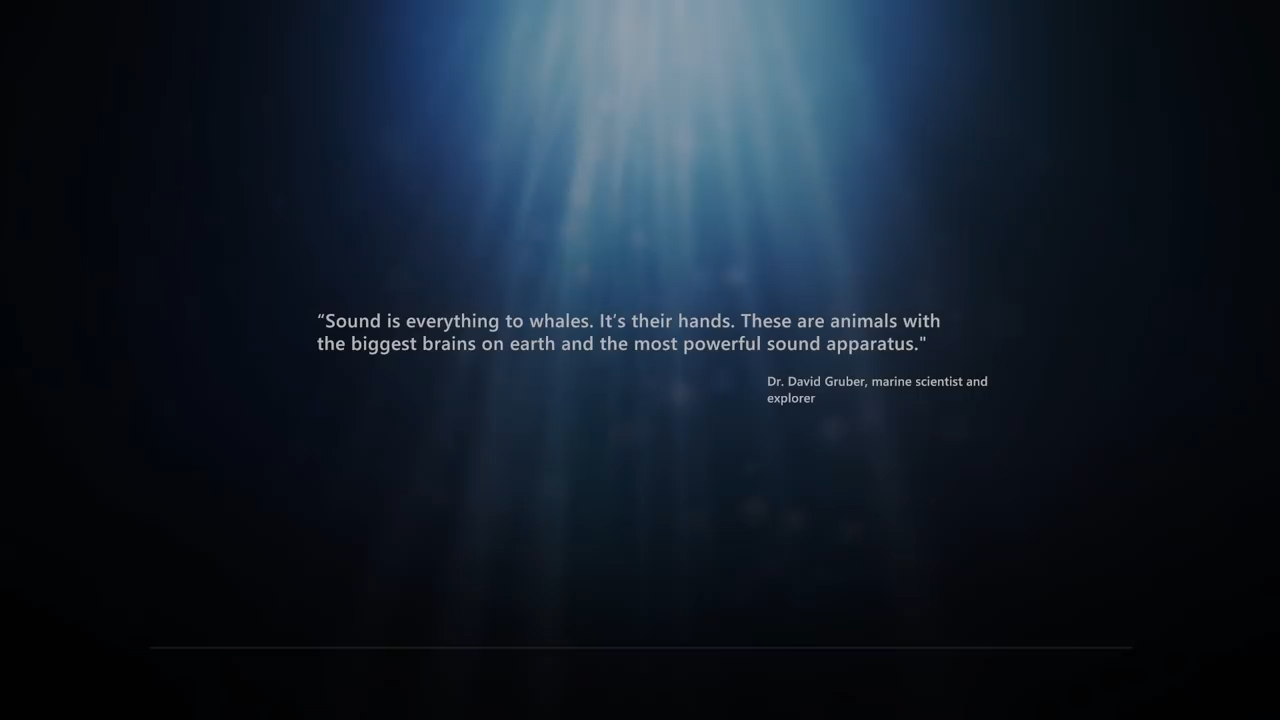 “Sound is everything to whales. It’s their hands. These are animals with
the biggest brains on earth and the most powerful sound apparatus."
Dr. David Gruber, marine scientist and
explorer